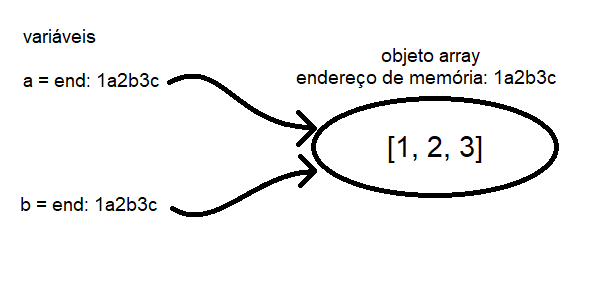 variáveis
a = end: 1a2b3c
objeto array
endereço de memória: 1a2b3c
[1, 2, 3]
b = end: 1a2b3c